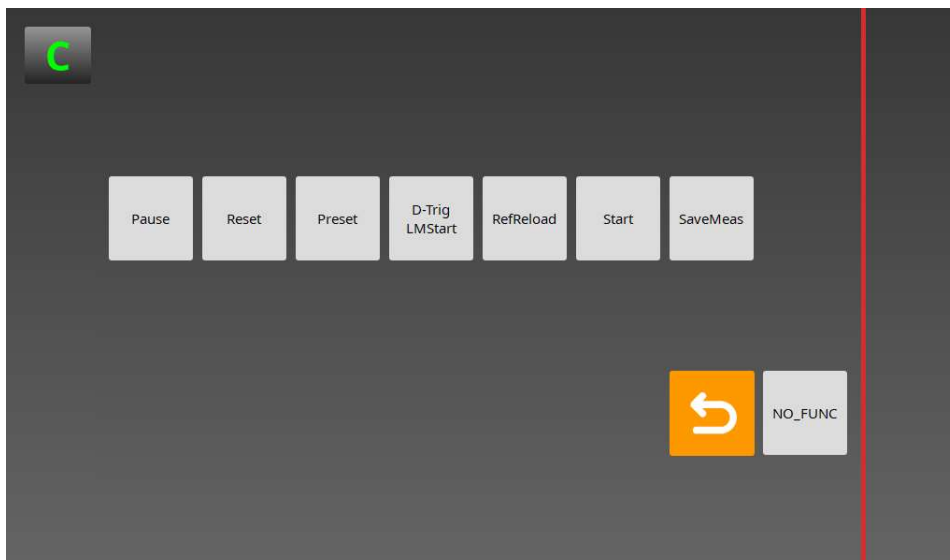 C
Pause
Reset
Preset
D-Trig
LMStart
RefReload
Start
SaveMeas
NO_FUNC